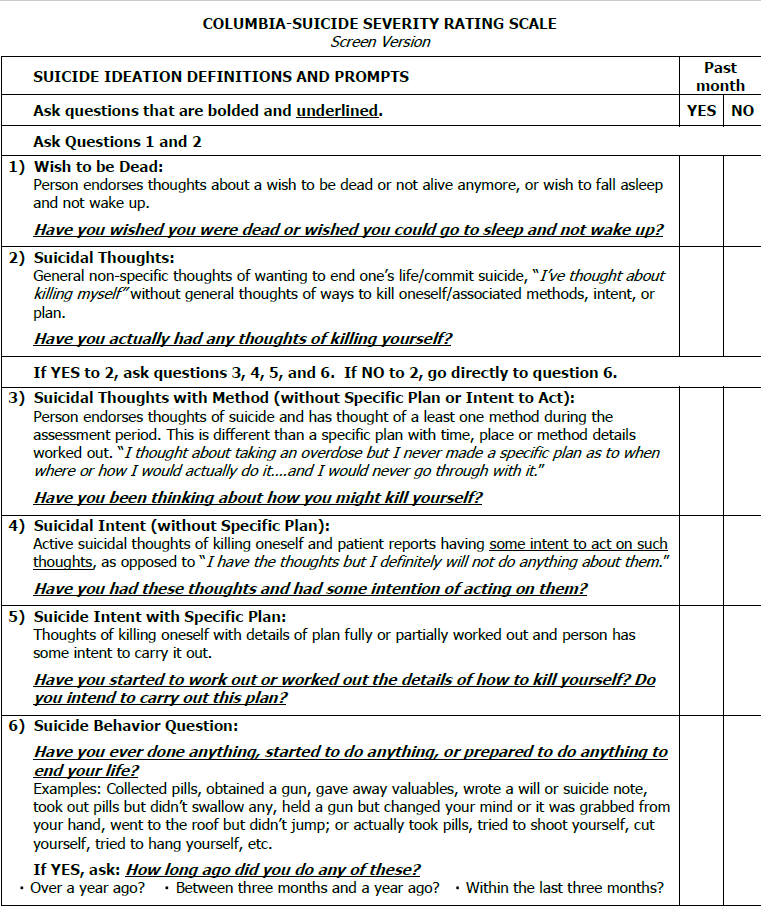 COLUMBIA-SUICIDE SEVERITY RATING SCALE
Screen Version
SUICIDE IDEATION DEFINITIONS AND PROMPTS
Past
month
Ask questions that are bolded and underlined.
YES NO
Ask Questions 1 and 2
1) Wish to be Dead:
Person endorses thoughts about a wish to be dead or not alive anymore, or wish to fall asleep
and not wake up.
Have you wished you were dead or wished you could go to sleep and not wake up?
2) Suicidal Thoughts:
General non-specific thoughts of wanting to end one’s life/commit suicide, “I’ve thought about
killing myself” without general thoughts of ways to kill oneself/associated methods, intent, or
plan.
Have you actually had any thoughts of killing yourself?
If YES to 2, ask questions 3, 4, 5, and 6. If NO to 2, go directly to question 6.
3) Suicidal Thoughts with Method (without Specific Plan or Intent to Act):
Person endorses thoughts of suicide and has thought of a least one method during the
assessment period. This is different than a specific plan with time, place or method details
worked out. “I thought about taking an overdose but I never made a specific plan as to when
where or how I would actually do it....and I would never go through with it.”
Have you been thinking about how you might kill yourself?
4) Suicidal Intent (without Specific Plan):
Active suicidal thoughts of killing oneself and patient reports having some intent to act on such
thoughts, as opposed to “I have the thoughts but I definitely will not do anything about them.”
Have you had these thoughts and had some intention of acting on them?
5) Suicide Intent with Specific Plan:
Thoughts of killing oneself with details of plan fully or partially worked out and person has
some intent to carry it out.
Have you started to work out or worked out the details of how to kill yourself? Do
you intend to carry out this plan?
6) Suicide Behavior Question:
Have you ever done anything, started to do anything, or prepared to do anything to
end your life?
Examples: Collected pills, obtained a gun, gave away valuables, wrote a will or suicide note,
took out pills but didn’t swallow any, held a gun but changed your mind or it was grabbed from
your hand, went to the roof but didn’t jump; or actually took pills, tried to shoot yourself, cut
yourself, tried to hang yourself, etc.
If YES, ask: How long ago did you do any of these?
· Over a year ago? · Between three months and a year ago? · Within the last three months?